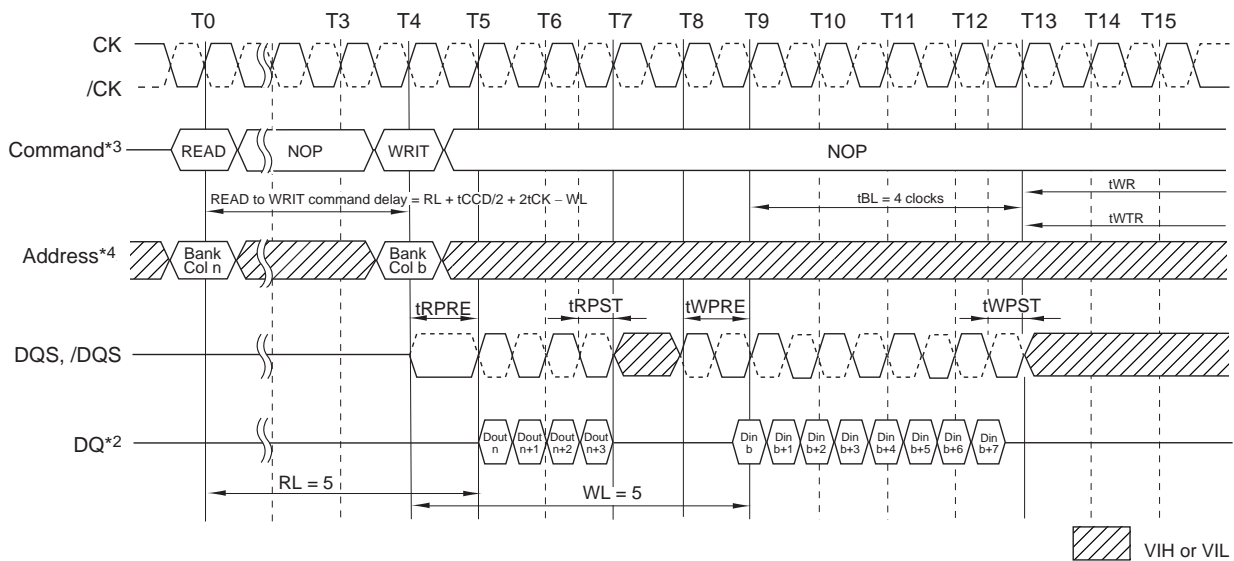 T0 T3 T4 T5 T6 T7 T8 T9 T10 T11 T12 T13 T14 T15
CK
/CK
Command*3 READ NOP WRIT NOP
READ to WRIT command delay = RL + tCCD/2 + 2tCK – WL
tBL = 4 clocks
tWR
tWTR
Address*4
Bank
Col n
Bank
Col b
tRPRE tRPST tWPRE tWPST
DQS, /DQS
DQ*2
Dout
n
Dout
n+1
Dout
n+2
Dout
n+3
Din
b
Din
b+1
Din
b+2
Din
b+3
Din
b+4
Din
b+5
Din
b+6
Din
b+7
RL = 5
WL = 5
VIH or VIL